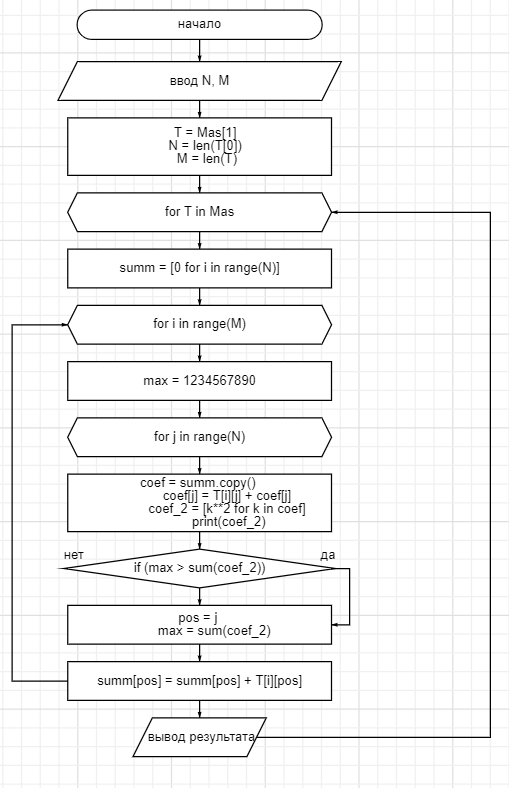 начало
ввод N, M
T = Mas[1]
N = len(T[0])
M = len(T)
for T in Mas
summ = [0 for i in range(N)]
for i in range(M)
max = 1234567890
for j in range(N)
coef = summ.copy()
coef[j] = T[i][j] + coef[j]
coef_2 = [k**2 for k in coef]
print(coef_2)
нет
да
if (max > sum(coef_2))
pos = j
max = sum(coef_2)
summ[pos] = summ[pos] + T[i][pos]
вывод результата